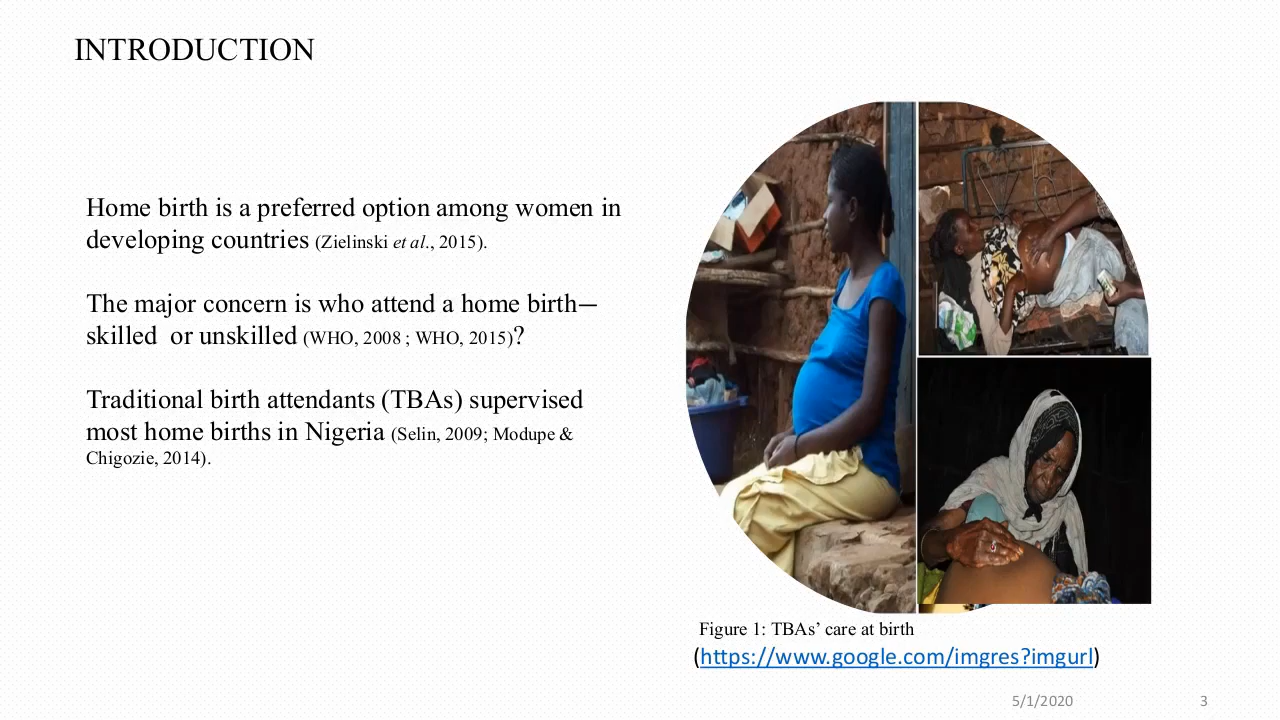 INTRODUCTION
Home birth is a preferred option among women in
developing countries (Zielinski et al., 2015).
The major concern is who attend a home birth—
skilled  or unskilled (WHO, 2008 ; WHO, 2015)?
Traditional birth attendants (TBAs) supervised
most home births in Nigeria (Selin, 2009; Modupe &
Chigozie, 2014).
Figure 1: TBAs’ care at birth
(https://www.google.com/imgres?imgurl)
5/1/2020
3